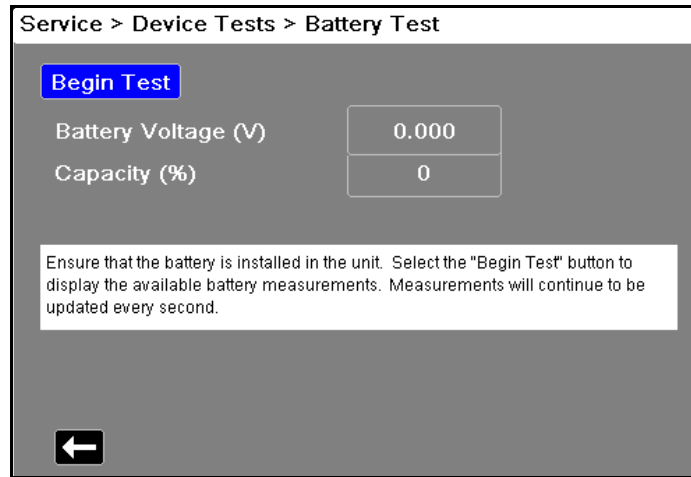 Service > Device Tests > Battery Test
Begin Test
Battery Voltage (V) 0.000
Capacity (%) 0
Ensure that the battery is installed in the unit. Select the "Begin Test" button to
display the available battery measurements. Measurements will continue to be
updated every second.